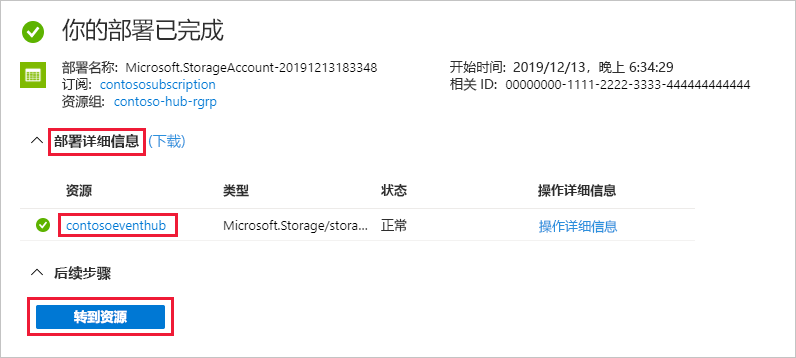 你的部署已完成
部署名称: Microsoft.StorageAccount-20191213183348
订阅: contososubscription
资源组: contoso-hub-rgrp
开始时间: 2019/12/13，晚上 6:34:29
相关 ID: 00000000-1111-2222-3333-444444444444
部署详细信息 (下载)
资源 类型 状态 操作详细信息
contosoeventhub Microsoft.Storage/stora... 正常 操作详细信息
后续步骤
转到资源